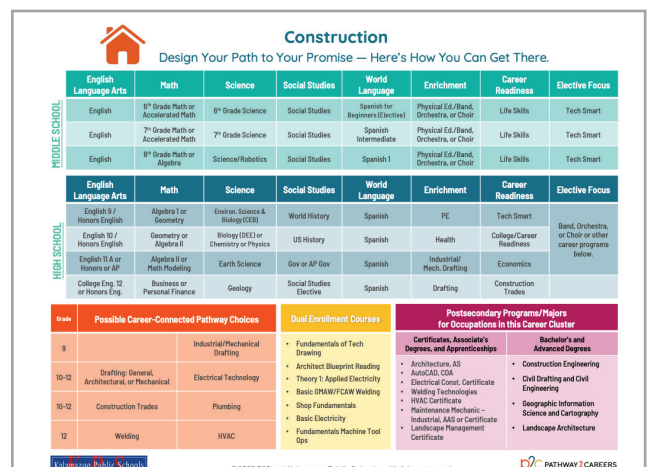 Construction
Design Your Path to Your Promise — Here's How You Can Get There.
MIDDLE SCHOOL
English Language Arts Math Science Social Studies World Language Enrichment Career Readiness Elective Focus
English 6th Grade Math or Accelerated Math 6th Grade Science Social Studies Spanish for Beginners (Elective) Physical Ed./Band, Orchestra, or Choir Life Skills Tech Smart
English 7th Grade Math or Accelerated Math 7th Grade Science Social Studies Spanish Intermediate Physical Ed./Band, Orchestra, or Choir Life Skills Tech Smart
English 8th Grade Math or Algebra Science/Robotics Social Studies Spanish 1 Physical Ed./Band, Orchestra, or Choir Life Skills Tech Smart
HIGH SCHOOL
English Language Arts Math Science Social Studies World Language Enrichment Career Readiness Elective Focus
English 9 / Honors English Algebra 1 or Geometry Environ. Science & Biology (CEB) World History Spanish PE Tech Smart
English 10 / Honors English Geometry or Algebra II Biology (OEE) or Chemistry or Physics US History Spanish Health College/Career Readiness
English 11 A or Honors or AP Algebra II or Math Modeling Earth Science Gov or AP Gov Spanish Industrial/ Mech. Drafting Economics
College Eng. 12 or Honors Eng. Business or Personal Finance Geology Social Studies Elective Spanish Drafting Construction Trades
Band, Orchestra, or Choir or other career programs below.
Grade Possible Career-Connected Pathway Choices
9 Industrial/Mechanical Drafting
10-12 Drafting: General, Architectural, or Mechanical Electrical Technology
10-12 Construction Trades Plumbing
12 Welding HVAC
Dual Enrollment Courses
• Fundamentals of Tech Drawing
• Architect Blueprint Reading
• Theory 1: Applied Electricity
• Basic GMAW/FCAW Welding
• Shop Fundamentals
• Basic Electricity
• Fundamentals Machine Tool Ops
Postsecondary Programs/Majors
for Occupations in this Career Cluster
Certificates, Associate's Degrees, and Apprenticeships
• Architecture, AS
• AutoCAD, COA
• Electrical Const. Certificate
• Welding Technologies
• HVAC Certificate
• Maintenance Mechanic – Industrial, AAS or Certificate
• Landscape Management Certificate
Bachelor's and Advanced Degrees
• Construction Engineering
• Civil Drafting and Civil Engineering
• Geographic Information Science and Cartography
• Landscape Architecture
Kalamazoo Public Schools
p2c PATHWAY2CAREERS